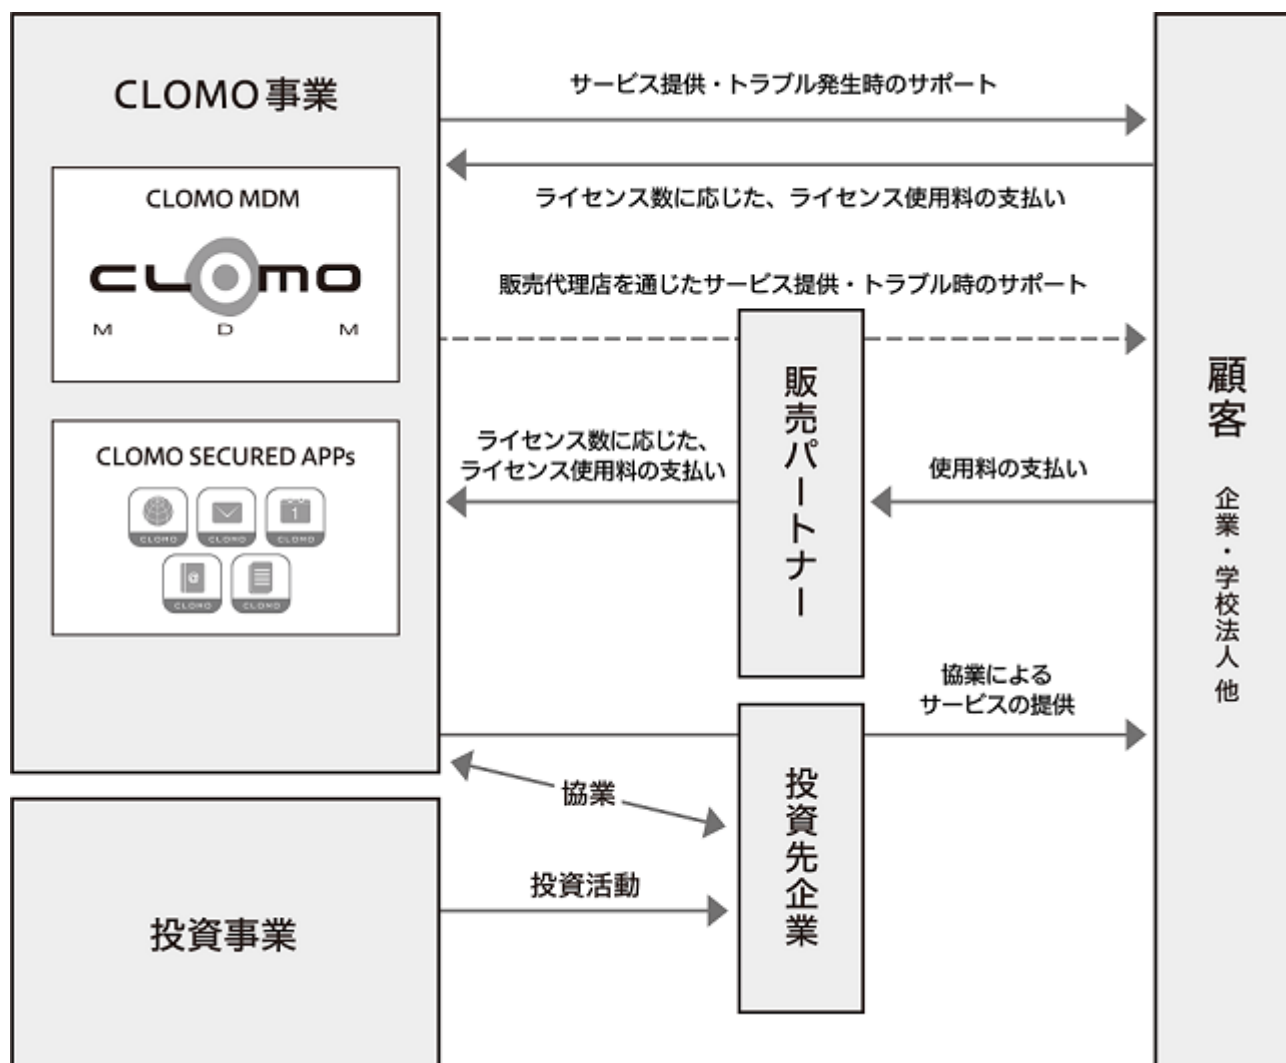 CLOMO事業
CLOMO MDM
CLOMO
M D M
CLOMO SECURED APPs
1
CLOMO
CLOMO
CLOMO
@
CLOMO
CLOMO
サービス提供・トラブル発生時のサポート
ライセンス数に応じた、ライセンス使用料の支払い
販売代理店を通じたサービス提供・トラブル時のサポート
販売パートナー
ライセンス数に応じた、
ライセンス使用料の支払い
使用料の支払い
協業による
サービスの提供
協業
投資先企業
投資活動
投資事業
顧客
企業・学校法人 他